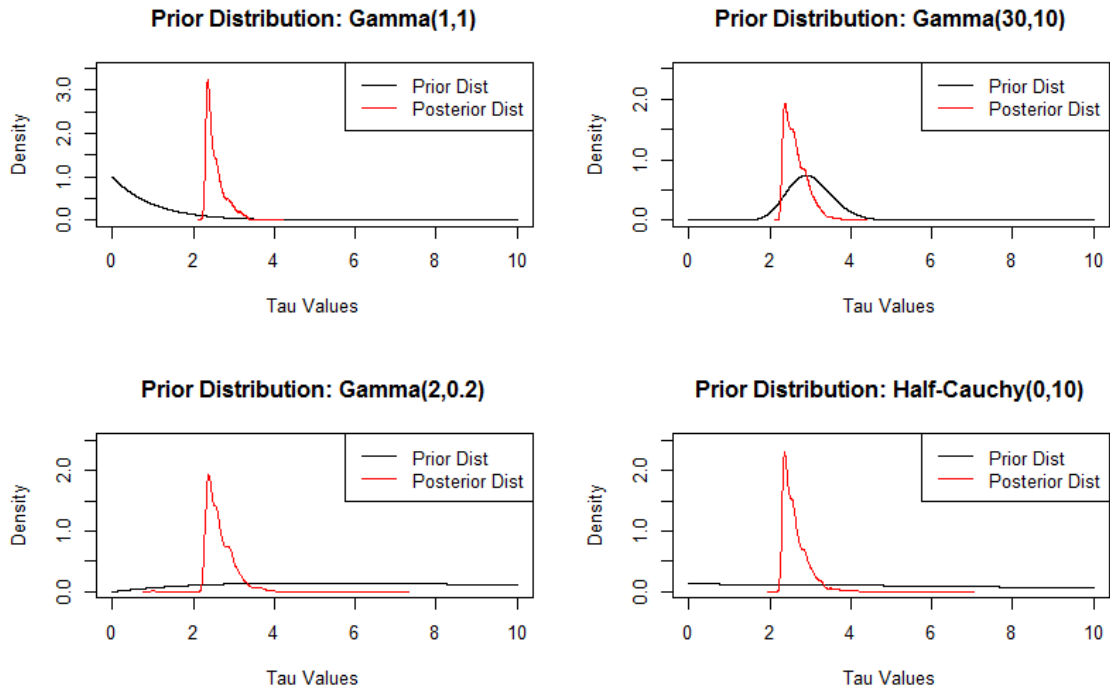 Prior Distribution: Gamma(1,1)
Density
0.0 1.0 2.0 3.0
Prior Dist
Posterior Dist
0 2 4 6 8 10
Tau Values
Prior Distribution: Gamma(30,10)
Density
0.0 1.0 2.0
Prior Dist
Posterior Dist
0 2 4 6 8 10
Tau Values
Prior Distribution: Gamma(2,0.2)
Density
0.0 1.0 2.0
Prior Dist
Posterior Dist
0 2 4 6 8 10
Tau Values
Prior Distribution: Half-Cauchy(0,10)
Density
0.0 1.0 2.0
Prior Dist
Posterior Dist
0 2 4 6 8 10
Tau Values